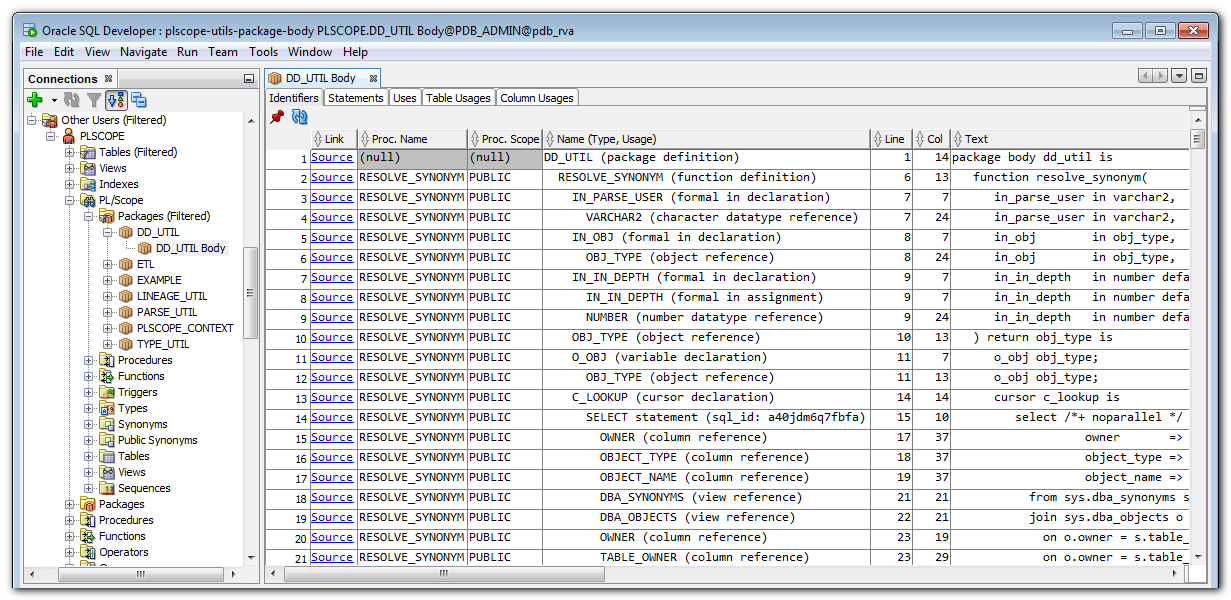 Oracle SQL Developer : plscope-utils-package-body PLSCOPE.DD_UTIL Body@PDB_ADMIN@pdb_rva
File Edit View Navigate Run Team Tools Window Help
Connections
Other Users (Filtered)
PLSCOPE
Tables (Filtered)
Views
Indexes
PL/Scope
Packages (Filtered)
DD_UTIL
DD_UTIL Body
ETL
EXAMPLE
LINEAGE_UTIL
PARSE_UTIL
PLSCOPE_CONTEXT
TYPE_UTIL
Procedures
Functions
Triggers
Types
Synonyms
Public Synonyms
Tables
Views
Sequences
Packages
Procedures
Functions
Operators
DD_UTIL Body
Identifiers Statements Uses Table Usages Column Usages
Link Proc. Name Proc. Scope Name (Type, Usage) Line Col Text
1 Source (null) (null) DD_UTIL (package definition) 1 14 package body dd_util is
2 Source RESOLVE_SYNONYM PUBLIC RESOLVE_SYNONYM (function definition) 6 13 function resolve_synonym(
3 Source RESOLVE_SYNONYM PUBLIC IN_PARSE_USER (formal in declaration) 7 7 in_parse_user in varchar2,
4 Source RESOLVE_SYNONYM PUBLIC VARCHAR2 (character datatype reference) 7 24 in_parse_user in varchar2,
5 Source RESOLVE_SYNONYM PUBLIC IN_OBJ (formal in declaration) 8 7 in_obj in obj_type,
6 Source RESOLVE_SYNONYM PUBLIC OBJ_TYPE (object reference) 8 24 in_obj in obj_type,
7 Source RESOLVE_SYNONYM PUBLIC IN_IN_DEPTH (formal in declaration) 9 7 in_in_depth in number defa
8 Source RESOLVE_SYNONYM PUBLIC IN_IN_DEPTH (formal in assignment) 9 7 in_in_depth in number defa
9 Source RESOLVE_SYNONYM PUBLIC NUMBER (number datatype reference) 9 24 in_in_depth in number defa
10 Source RESOLVE_SYNONYM PUBLIC OBJ_TYPE (object reference) 10 13 ) return obj_type is
11 Source RESOLVE_SYNONYM PUBLIC O_OBJ (variable declaration) 11 7 o_obj obj_type;
12 Source RESOLVE_SYNONYM PUBLIC OBJ_TYPE (object reference) 11 13 o_obj obj_type;
13 Source RESOLVE_SYNONYM PUBLIC C_LOOKUP (cursor declaration) 14 14 cursor c_lookup is
14 Source RESOLVE_SYNONYM PUBLIC SELECT statement (sql_id: a40jdm6q7fbfa) 15 10 select /*+ noparallel */
15 Source RESOLVE_SYNONYM PUBLIC OWNER (column reference) 17 37 owner =>
16 Source RESOLVE_SYNONYM PUBLIC OBJECT_TYPE (column reference) 18 37 object_type =>
17 Source RESOLVE_SYNONYM PUBLIC OBJECT_NAME (column reference) 19 37 object_name =>
18 Source RESOLVE_SYNONYM PUBLIC DBA_SYNONYMS (view reference) 21 21 from sys.dba_synonyms s
19 Source RESOLVE_SYNONYM PUBLIC DBA_OBJECTS (view reference) 22 21 join sys.dba_objects o
20 Source RESOLVE_SYNONYM PUBLIC OWNER (column reference) 23 19 on o.owner = s.table_
21 Source RESOLVE_SYNONYM PUBLIC TABLE_OWNER (column reference) 23 29 on o.owner = s.table_